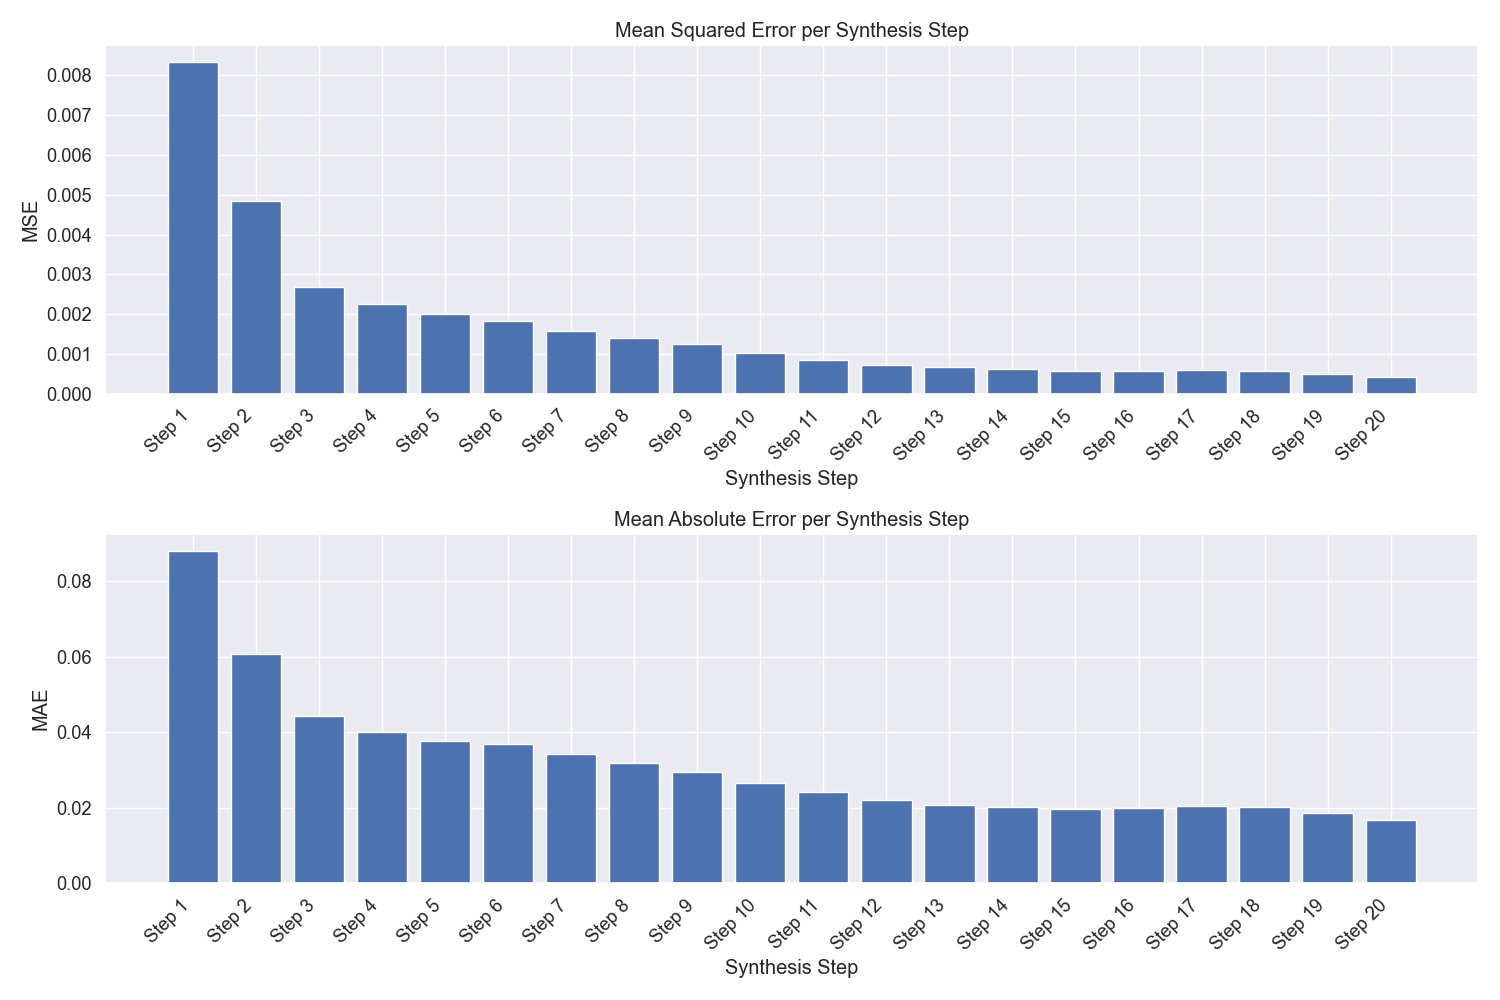 Mean Squared Error per Synthesis Step
MSE
0.008
0.007
0.006
0.005
0.004
0.003
0.002
0.001
0.000
Step 1
Step 2
Step 3
Step 4
Step 5
Step 6
Step 7
Step 8
Step 9
Step 10
Step 11
Step 12
Step 13
Step 14
Step 15
Step 16
Step 17
Step 18
Step 19
Step 20
Synthesis Step
Mean Absolute Error per Synthesis Step
MAE
0.08
0.06
0.04
0.02
0.00
Step 1
Step 2
Step 3
Step 4
Step 5
Step 6
Step 7
Step 8
Step 9
Step 10
Step 11
Step 12
Step 13
Step 14
Step 15
Step 16
Step 17
Step 18
Step 19
Step 20
Synthesis Step